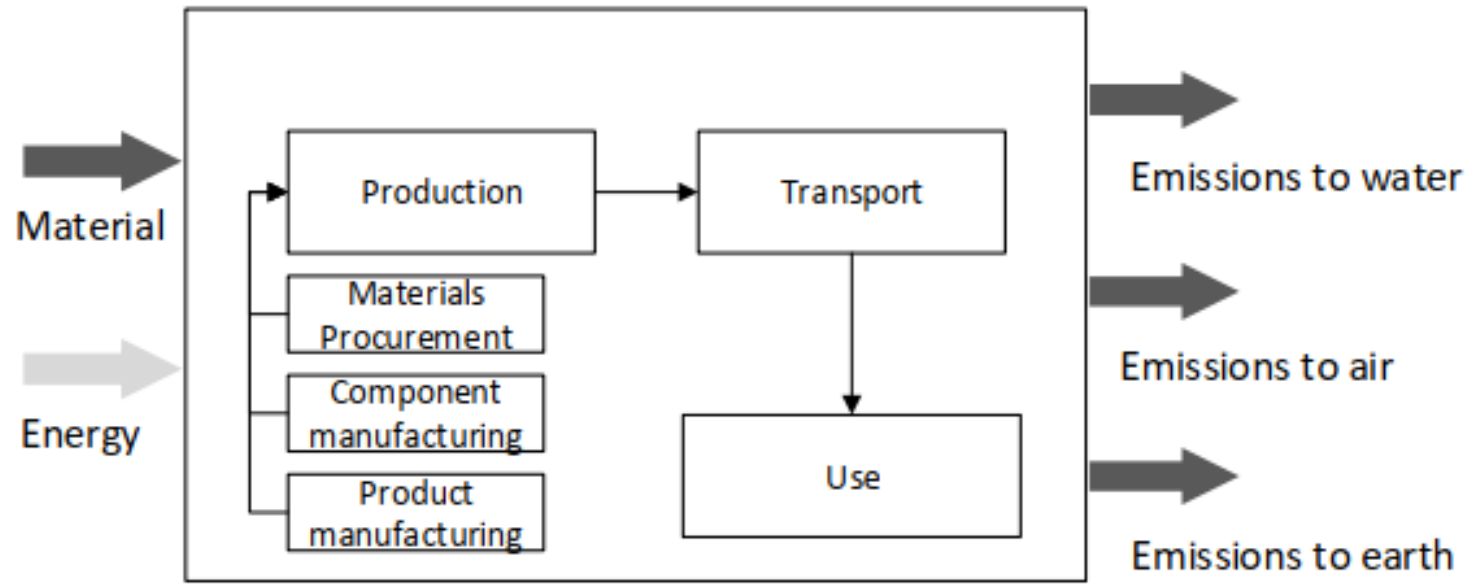 Material
Energy
Production
Materials
Procurement
Component
manufacturing
Product
manufacturing
Transport
Use
Emissions to water
Emissions to air
Emissions to earth